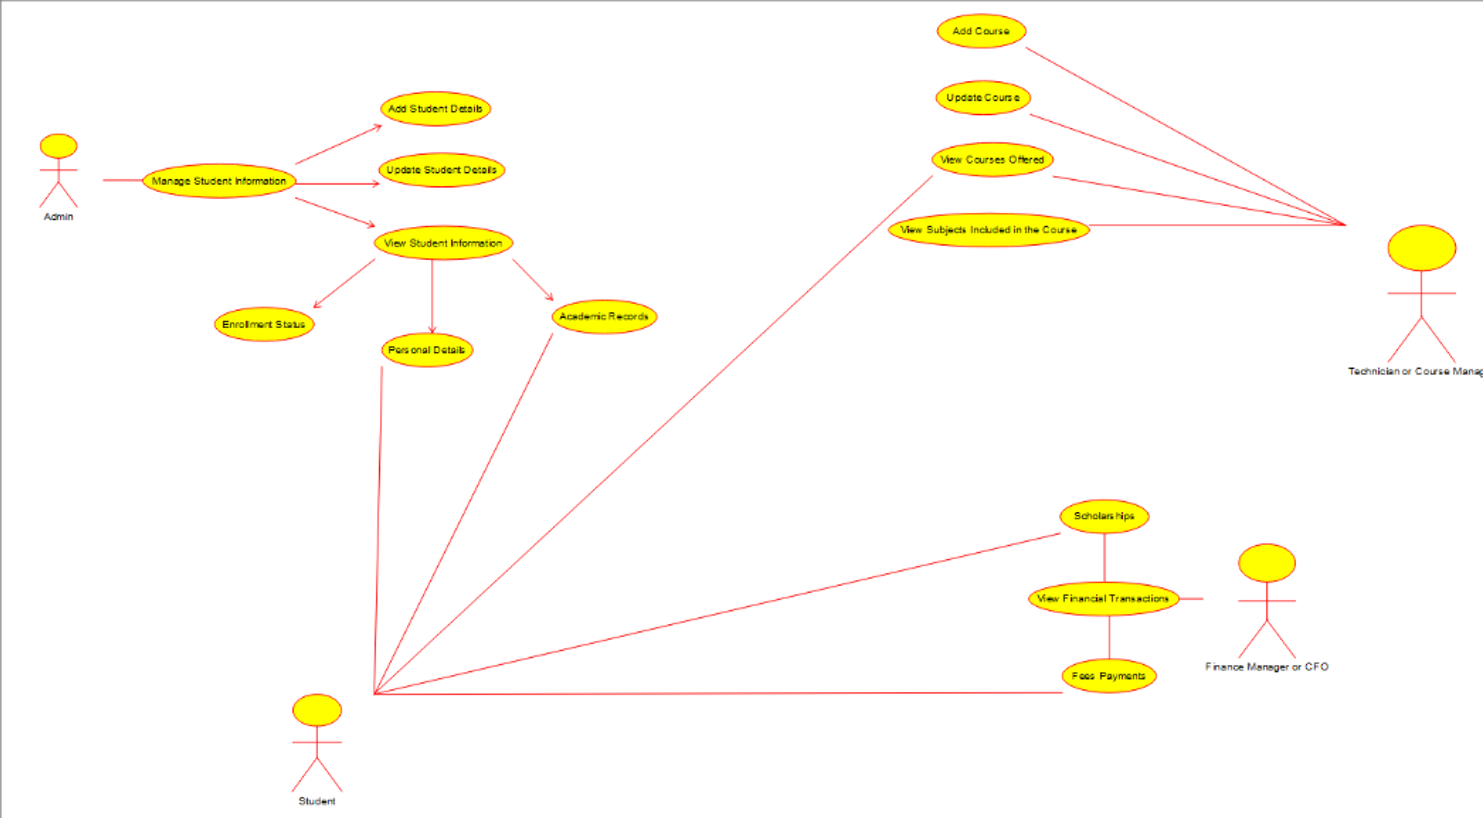 Add Course
Update Course
Add Student Details
View Courses Offered
Update Student Details
Manage Student Information
Admin
View Student Information
View Subjects Included in the Course
Enrollment Status
Academic Records
Personal Details
Technician or Course
Scholarships
View Financial Transactions
Finance Manager or CFO
Fees Payments
Student